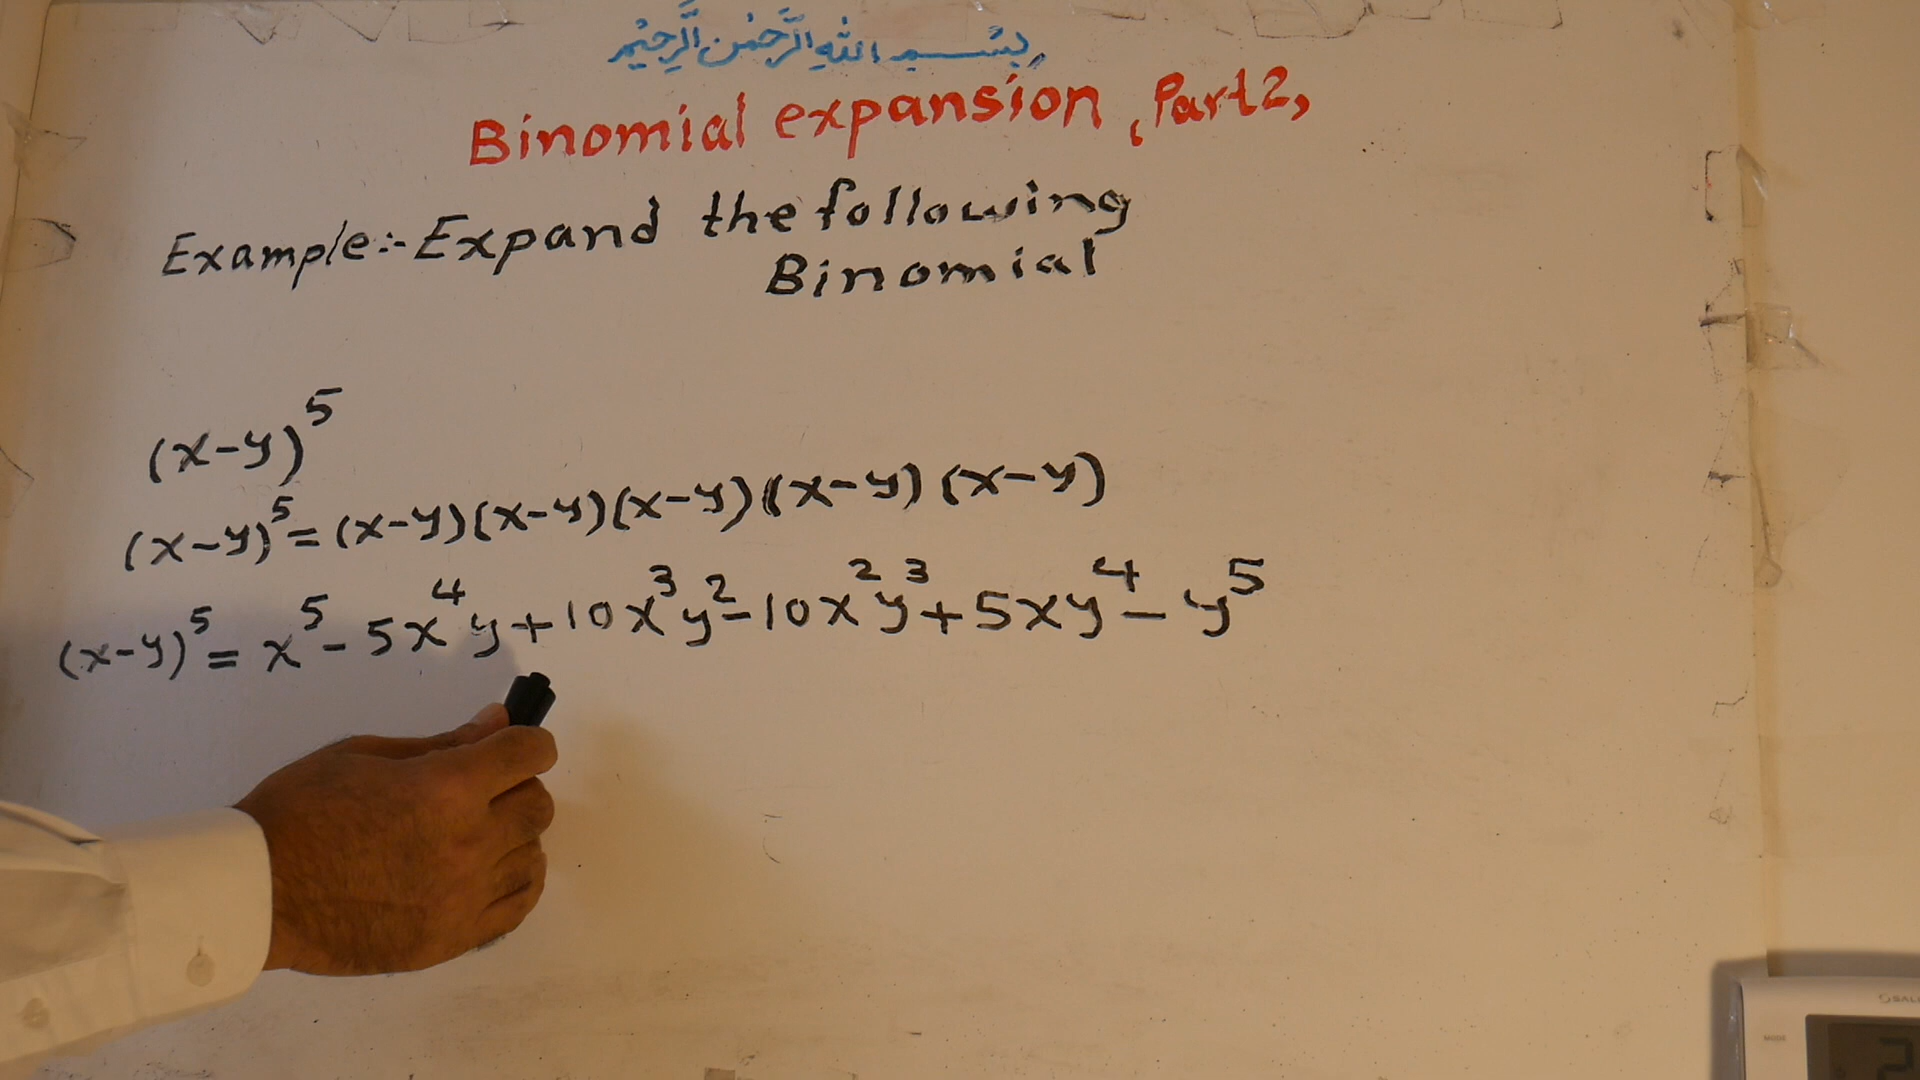 بِسْمِ اللهِ الرَّحْمٰنِ الرَّحِيْمِ
Binomial expansion, Part2,
Example:- Expand the following
Binomial
(x-y)^5
(x-y)^5=(x-y)(x-y)(x-y)(x-y)(x-y)
(x-y)^5 = x^5 - 5x^4y + 10x^3y^2 - 10x^2y^3 + 5xy^4 - y^5